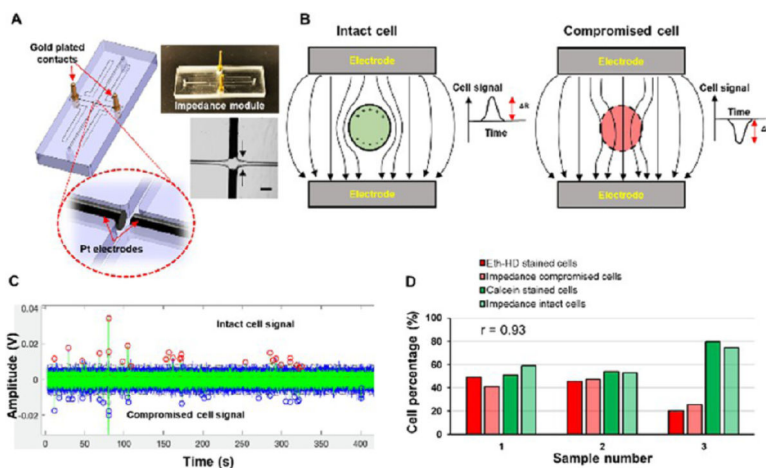 A
Gold plated
contacts
Impedance module
Pt electrodes
B
Intact cell
Electrode
Electrode
Cell signal
ΔR
Time
Compromised cell
Electrode
Electrode
Cell signal
Time
C
Amplitude (V)
0.04
0.02
0
-0.02
Intact cell signal
Compromised cell signal
0
50
100
150
200
250
300
350
400
Time (s)
D
Eth-HD stained cells
Impedance compromised cells
Calcein stained cells
Impedance intact cells
Cell percentage (%)
100
80
60
40
20
0
r = 0.93
1
2
3
Sample number